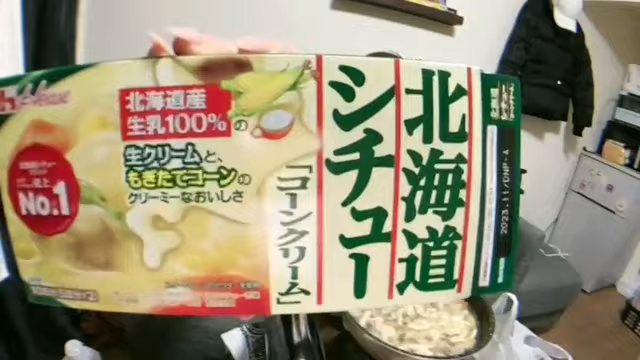 House
北海道産
生乳100%の
生クリームと、
もぎたてコーンの
クリーミーなおいしさ
No.1
「コーンクリーム」
北海道
シチュー
2023.11/DNP-A